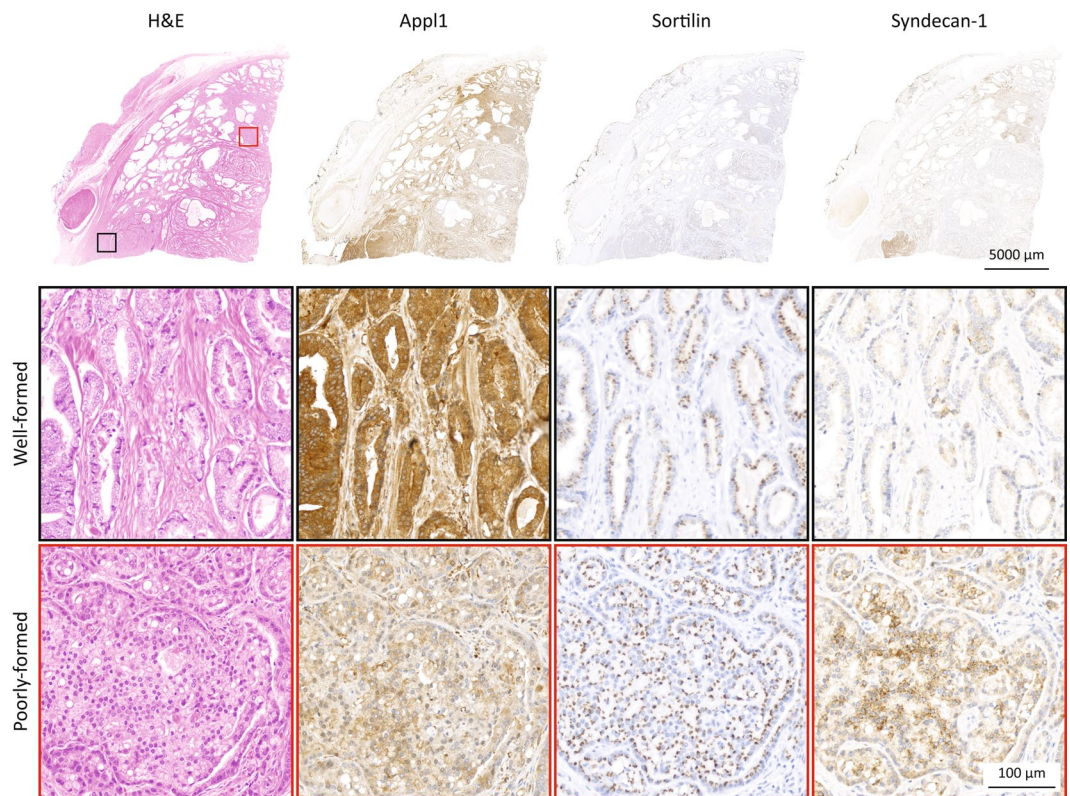 H&E
Appl1
Sortilin
Syndecan-1
5000 µm
Well-formed
Poorly-formed
100 µm